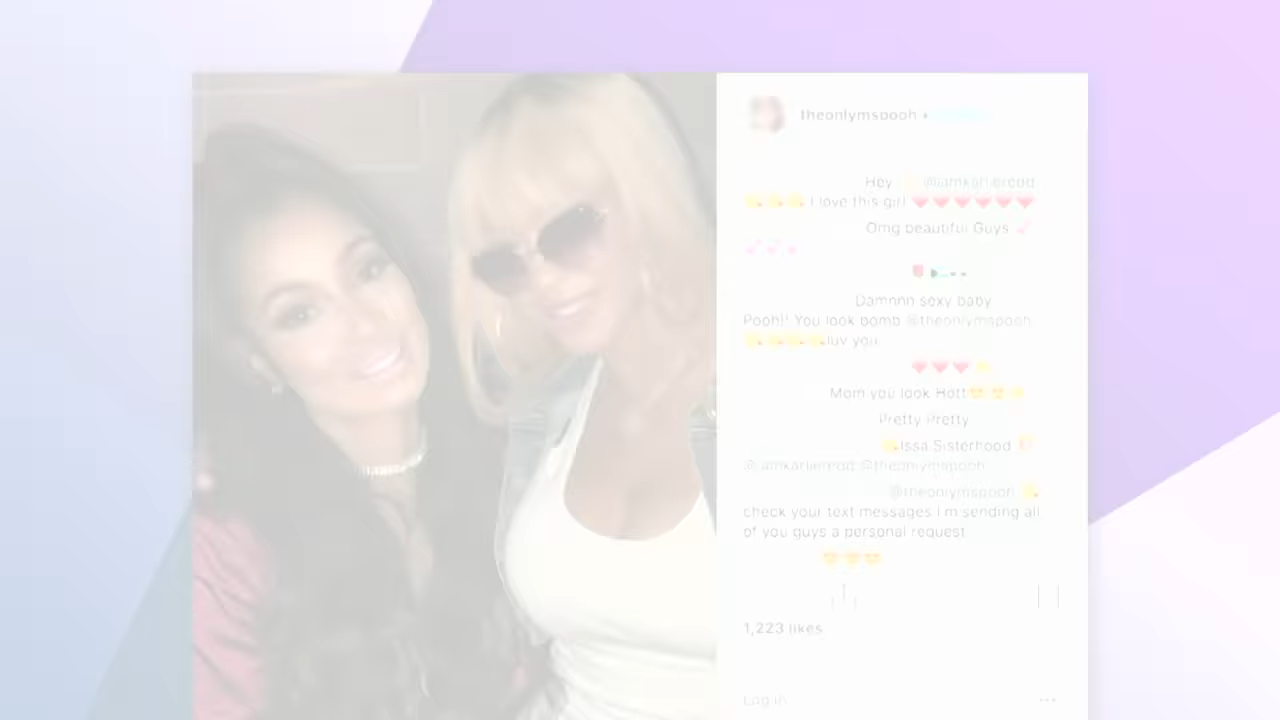 theonlymspooh •
Hey @iamkarlieredd
I love this girl
Omg beautiful Guys
Damnnn sexy baby
Pooh!! You look bomb @theonlymspooh
luv you
Mom you look Hott
Pretty Pretty
Issa Sisterhood
@iamkarlieredd @theonlymspooh
@theonlymspooh
check your text messages I'm sending all
of you guys a personal request
1,223 likes
Log in